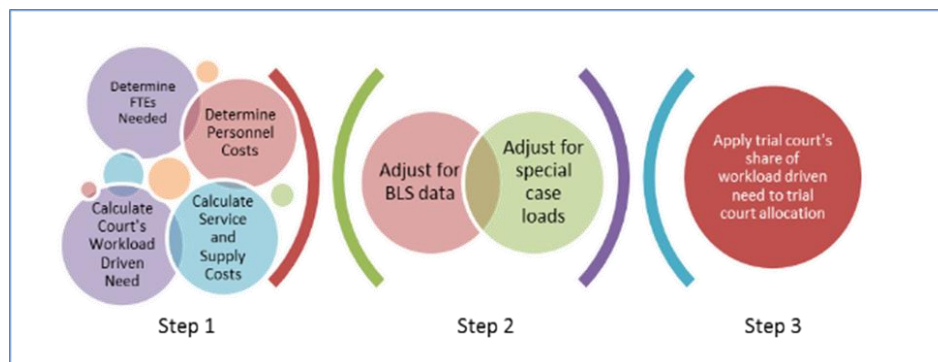 Determine
FTEs
Needed
Determine
Personnel
Costs
Calculate
Court's
Workload
Driven
Need
Calculate
Service
and
Supply
Costs
Step 1
Adjust for
BLS data
Adjust for
special
case
loads
Step 2
Apply trial court's
share of
workload driven
need to trial
court allocation
Step 3